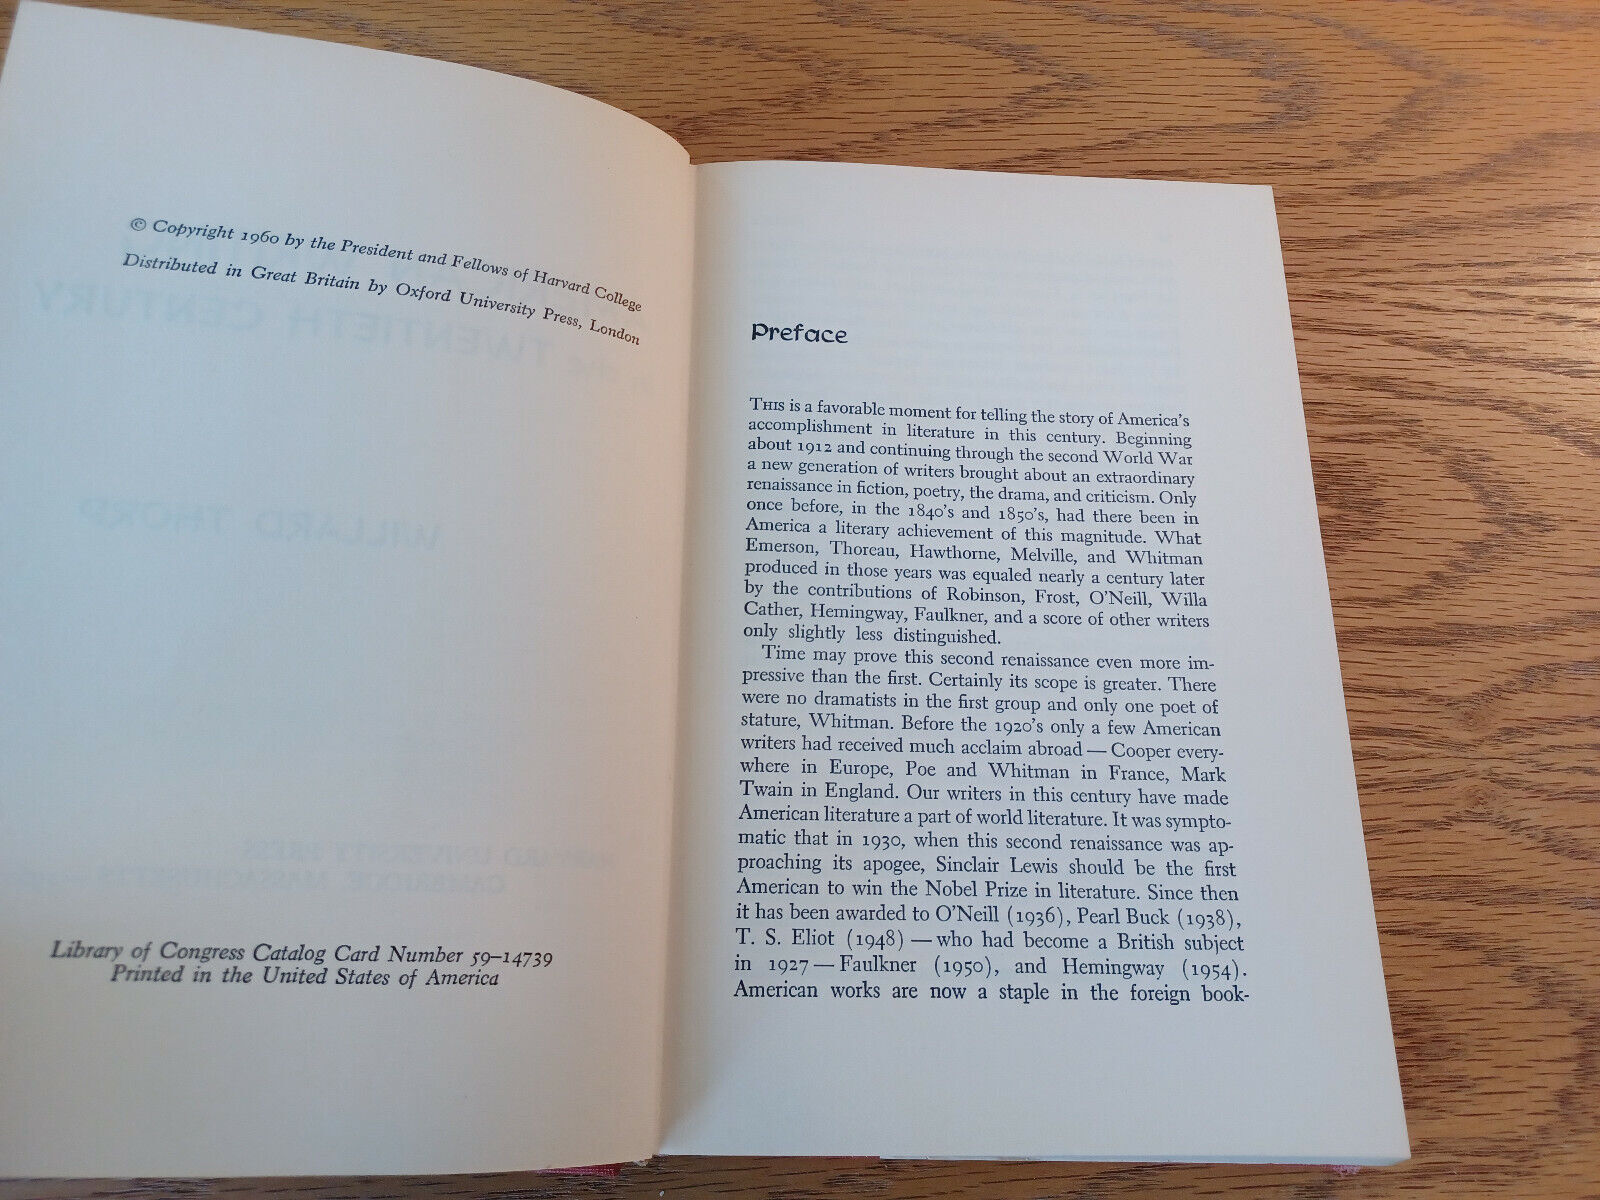 © Copyright 1960 by the President and Fellows of Harvard College
Distributed in Great Britain by Oxford University Press, London
Library of Congress Catalog Card Number 59–14739
Printed in the United States of America
Preface
THIS is a favorable moment for telling the story of America's
accomplishment in literature in this century. Beginning
about 1912 and continuing through the second World War
a new generation of writers brought about an extraordinary
renaissance in fiction, poetry, the drama, and criticism. Only
once before, in the 1840's and 1850's, had there been in
America a literary achievement of this magnitude. What
Emerson, Thoreau, Hawthorne, Melville, and Whitman
produced in those years was equaled nearly a century later
by the contributions of Robinson, Frost, O'Neill, Willa
Cather, Hemingway, Faulkner, and a score of other writers
only slightly less distinguished.
Time may prove this second renaissance even more im-
pressive than the first. Certainly its scope is greater. There
were no dramatists in the first group and only one poet of
stature, Whitman. Before the 1920's only a few American
writers had received much acclaim abroad — Cooper every-
where in Europe, Poe and Whitman in France, Mark
Twain in England. Our writers in this century have made
American literature a part of world literature. It was sympto-
matic that in 1930, when this second renaissance was ap-
proaching its apogee, Sinclair Lewis should be the first
American to win the Nobel Prize in literature. Since then
it has been awarded to O'Neill (1936), Pearl Buck (1938),
T. S. Eliot (1948) — who had become a British subject
in 1927 — Faulkner (1950), and Hemingway (1954).
American works are now a staple in the foreign book-